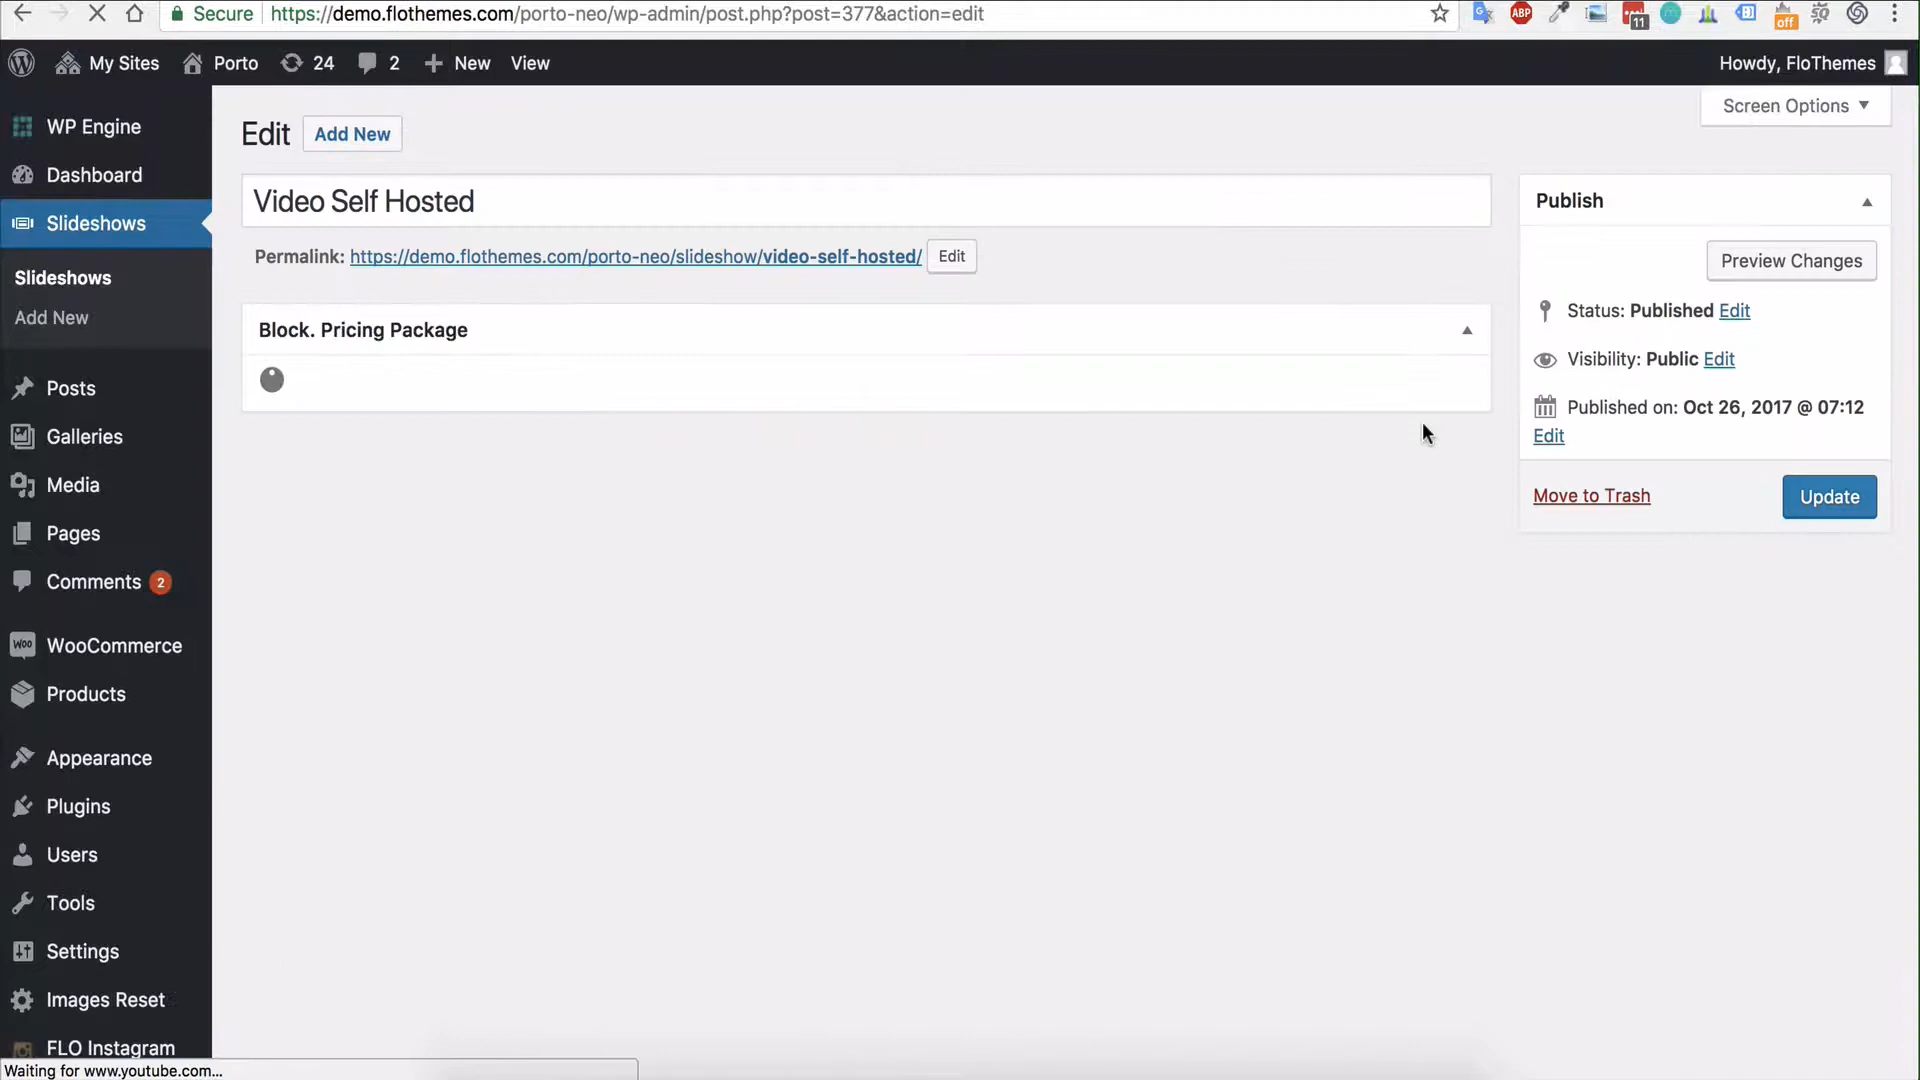 Secure https://demo.flothemes.com/porto-neo/wp-admin/post.php?post=377&action=edit
ABP 11 off
My Sites Porto 24 2 New View Howdy, FloThemes
Screen Options ▼
WP Engine
Dashboard
Slideshows
Slideshows
Add New
Posts
Galleries
Media
Pages
Comments 2
WooCommerce
Products
Appearance
Plugins
Users
Tools
Settings
Images Reset
FLO Instagram
Edit Add New
Video Self Hosted
Permalink: https://demo.flothemes.com/porto-neo/slideshow/video-self-hosted/ Edit
Block. Pricing Package
Publish
Preview Changes
Status: Published Edit
Visibility: Public Edit
Published on: Oct 26, 2017 @ 07:12
Edit
Move to Trash Update
Waiting for www.youtube.com...